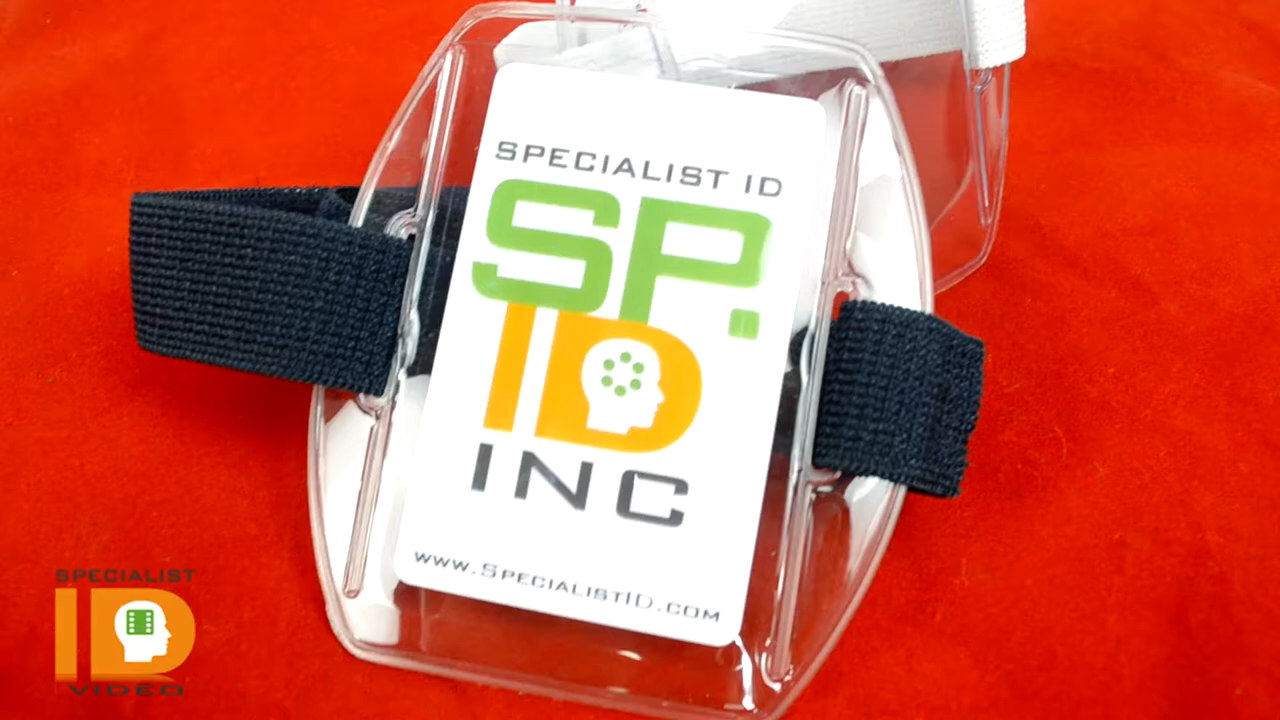 SPECIALIST ID
SP.
ID
INC
www.SpecialistID.com
SPECIALIST
ID
VIDEO